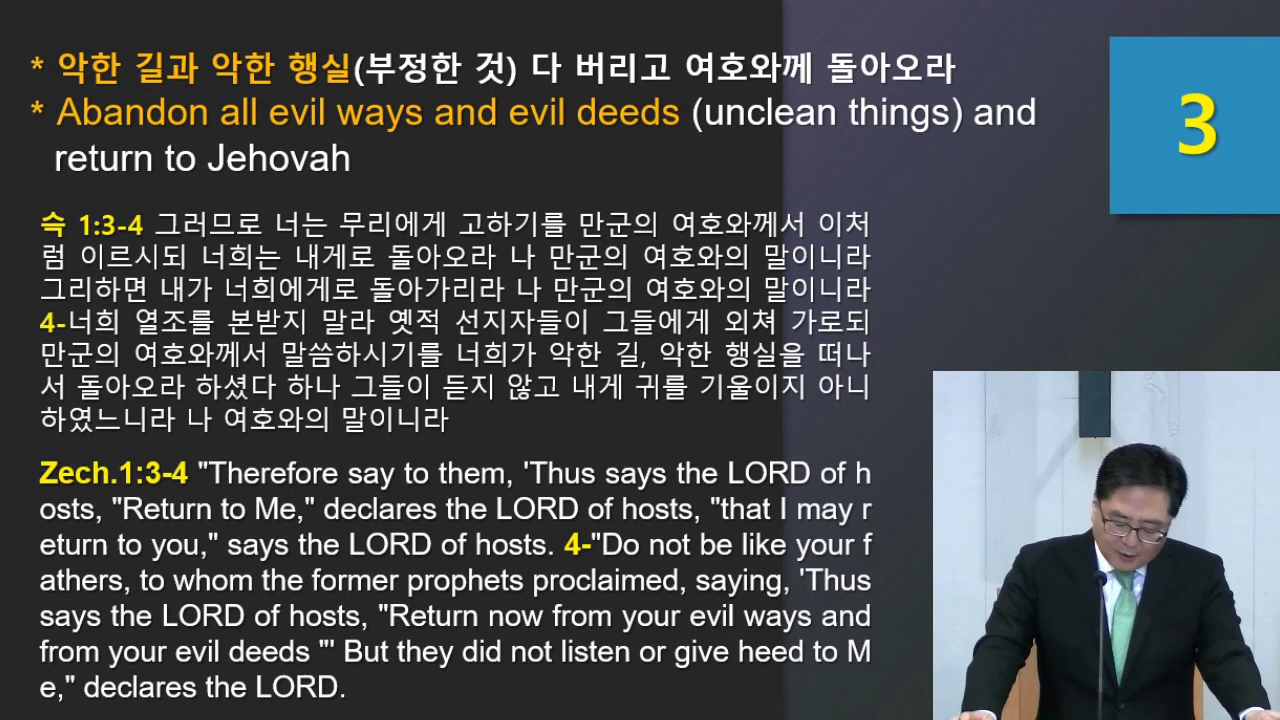 * 악한 길과 악한 행실(부정한 것) 다 버리고 여호와께 돌아오라
* Abandon all evil ways and evil deeds (unclean things) and
return to Jehovah
3
슥 1:3-4 그러므로 너는 무리에게 고하기를 만군의 여호와께서 이처
럼 이르시되 너희는 내게로 돌아오라 나 만군의 여호와의 말이니라
그리하면 내가 너희에게로 돌아가리라 나 만군의 여호와의 말이니라
4-너희 열조를 본받지 말라 옛적 선지자들이 그들에게 외쳐 가로되
만군의 여호와께서 말씀하시기를 너희가 악한 길, 악한 행실을 떠나
서 돌아오라 하셨다 하나 그들이 듣지 않고 내게 귀를 기울이지 아니
하였느니라 나 여호와의 말이니라
Zech.1:3-4 "Therefore say to them, 'Thus says the LORD of h
osts, "Return to Me," declares the LORD of hosts, "that I may r
eturn to you," says the LORD of hosts. 4-"Do not be like your f
athers, to whom the former prophets proclaimed, saying, 'Thus
says the LORD of hosts, "Return now from your evil ways and
from your evil deeds "' But they did not listen or give heed to M
e," declares the LORD.